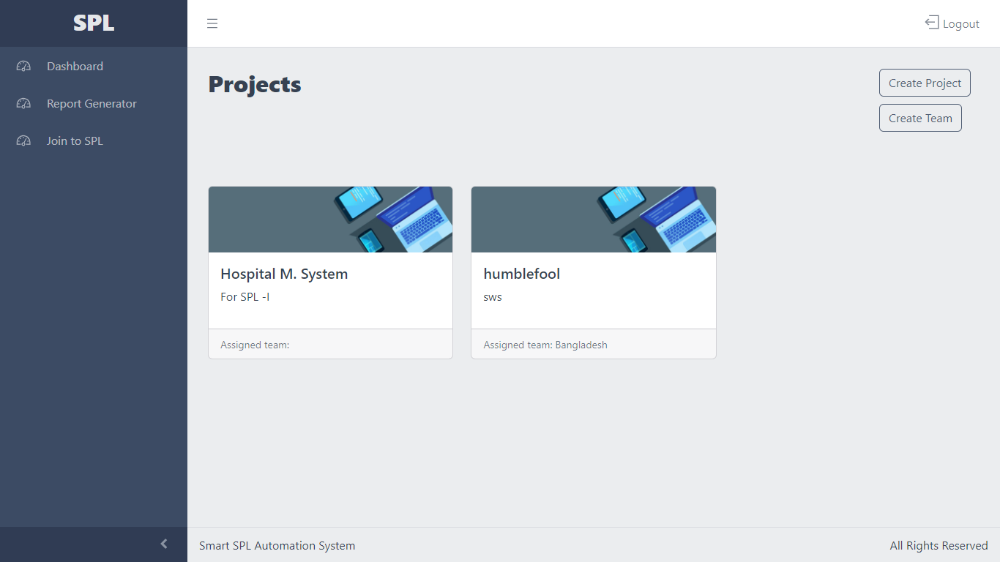 SPL
Logout
Dashboard
Report Generator
Join to SPL
Projects
Create Project
Create Team
Hospital M. System
For SPL -I
Assigned team:
humblefool
sws
Assigned team: Bangladesh
Smart SPL Automation System
All Rights Reserved